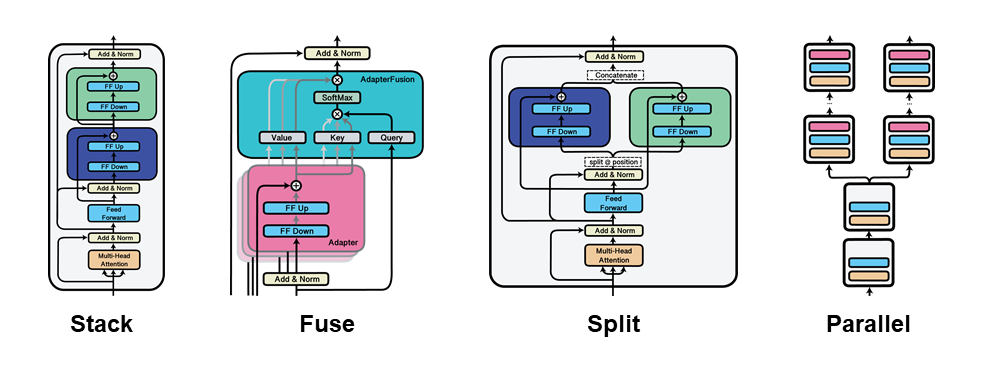 Add & Norm
FF Up
FF Down
FF Up
FF Down
Add & Norm
Feed
Forward
Add & Norm
Multi-Head
Attention
Stack
Add & Norm
AdapterFusion
SoftMax
Value
Key
Query
FF Up
FF Down
Adapter
Add & Norm
Fuse
Add & Norm
Concatenate
FF Up
FF Down
FF Up
FF Down
split @ position
Add & Norm
Feed
Forward
Add & Norm
Multi-Head
Attention
Split
...
...
Parallel